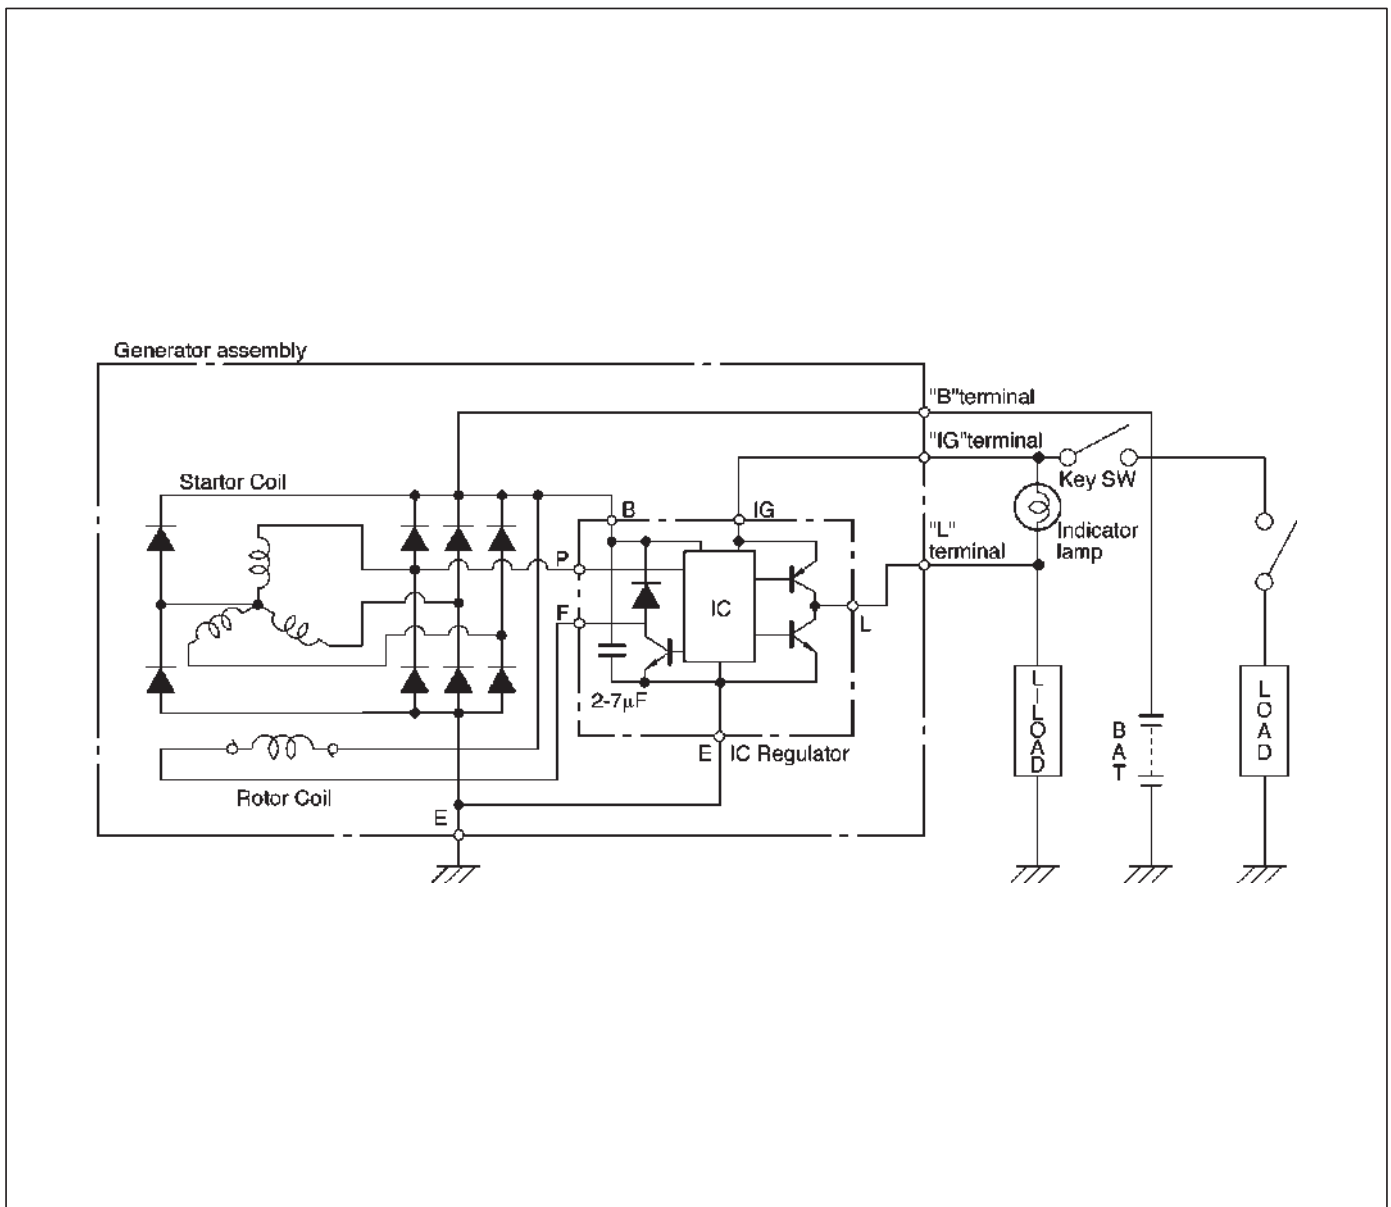 Generator assembly
"B"terminal
"IG"terminal
Key SW
Startor Coil
B
IG
"L"
terminal
Indicator
lamp
P
IC
F
L
2-7µF
E
IC Regulator
Rotor Coil
E
L-LOAD
BAT
LOAD